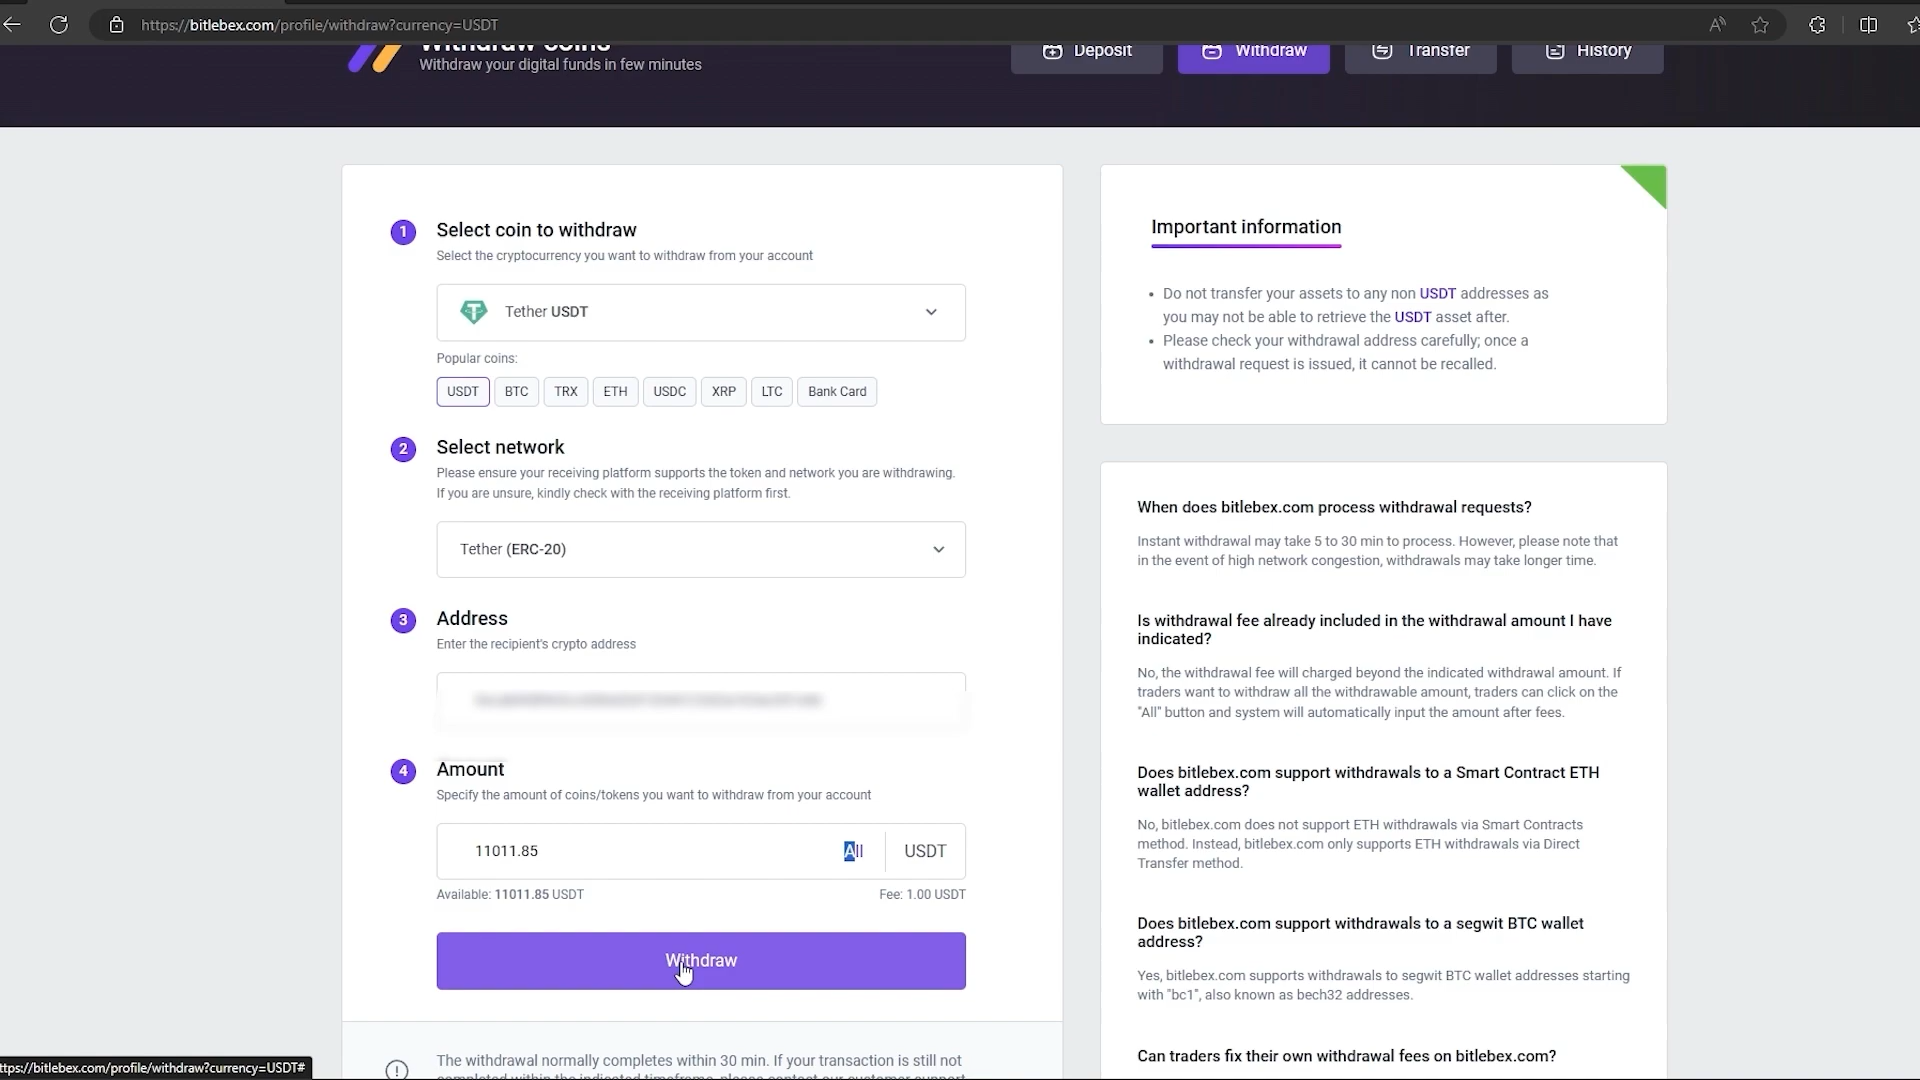 https://bitlebex.com/profile/withdraw?currency=USDT
Withdraw coins
Withdraw your digital funds in few minutes
Deposit
Withdraw
Transfer
History
1
Select coin to withdraw
Select the cryptocurrency you want to withdraw from your account
Tether USDT
Popular coins:
USDT
BTC
TRX
ETH
USDC
XRP
LTC
Bank Card
2
Select network
Please ensure your receiving platform supports the token and network you are withdrawing.
If you are unsure, kindly check with the receiving platform first.
Tether (ERC-20)
3
Address
Enter the recipient's crypto address
4
Amount
Specify the amount of coins/tokens you want to withdraw from your account
11011.85
All
USDT
Available: 11011.85 USDT
Fee: 1.00 USDT
Withdraw
The withdrawal normally completes within 30 min. If your transaction is still not
completed within the indicated timeframe, please contact our customer support
Important information
• Do not transfer your assets to any non USDT addresses as
you may not be able to retrieve the USDT asset after.
• Please check your withdrawal address carefully; once a
withdrawal request is issued, it cannot be recalled.
When does bitlebex.com process withdrawal requests?
Instant withdrawal may take 5 to 30 min to process. However, please note that
in the event of high network congestion, withdrawals may take longer time.
Is withdrawal fee already included in the withdrawal amount I have
indicated?
No, the withdrawal fee will charged beyond the indicated withdrawal amount. If
traders want to withdraw all the withdrawable amount, traders can click on the
"All" button and system will automatically input the amount after fees.
Does bitlebex.com support withdrawals to a Smart Contract ETH
wallet address?
No, bitlebex.com does not support ETH withdrawals via Smart Contracts
method. Instead, bitlebex.com only supports ETH withdrawals via Direct
Transfer method.
Does bitlebex.com support withdrawals to a segwit BTC wallet
address?
Yes, bitlebex.com supports withdrawals to segwit BTC wallet addresses starting
with "bc1", also known as bech32 addresses.
Can traders fix their own withdrawal fees on bitlebex.com?
ttps://bitlebex.com/profile/withdraw?currency=USDT#